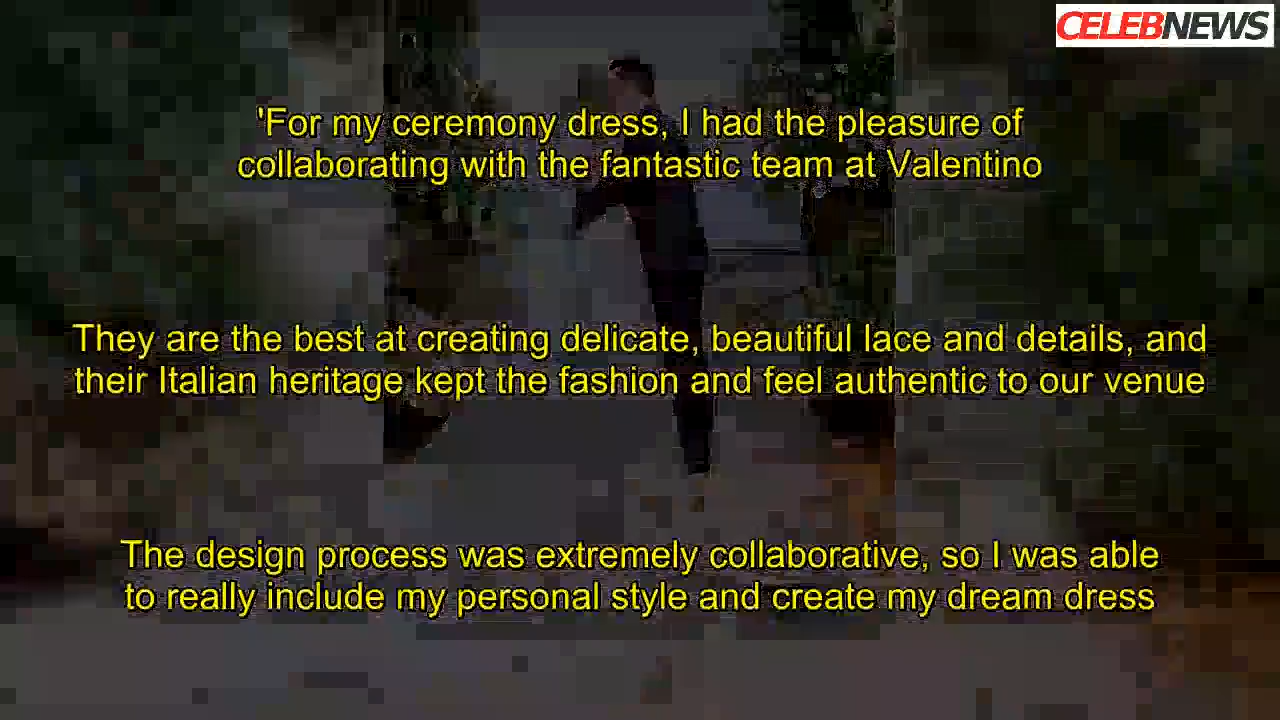 CELEBNEWS
'For my ceremony dress, I had the pleasure of
collaborating with the fantastic team at Valentino
They are the best at creating delicate, beautiful lace and details, and
their Italian heritage kept the fashion and feel authentic to our venue
The design process was extremely collaborative, so I was able
to really include my personal style and create my dream dress